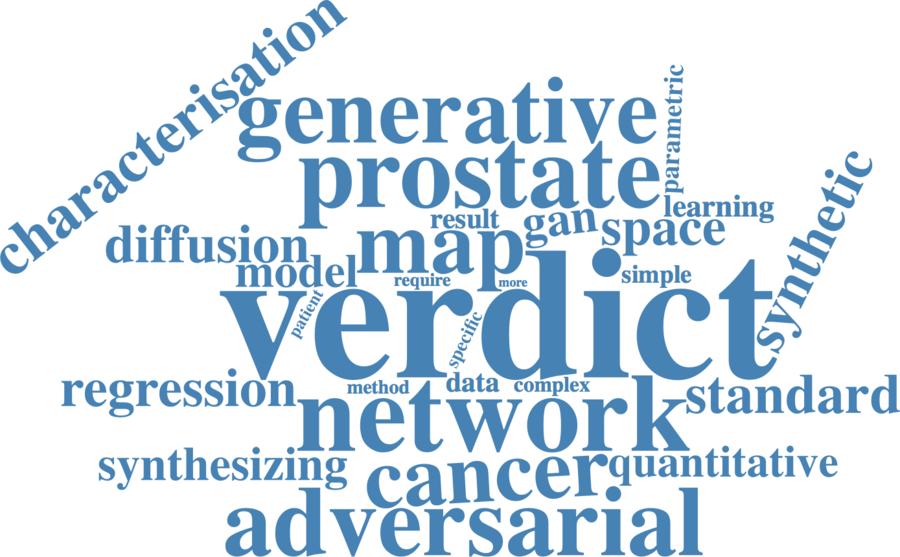 characterisation
generative
parametric
prostate
learning
result
gan
space
synthetic
diffusion
map
model
require
more
simple
verdict
patient
specific
regression
method
data
complex
standard
network
synthesizing
cancer
quantitative
adversarial